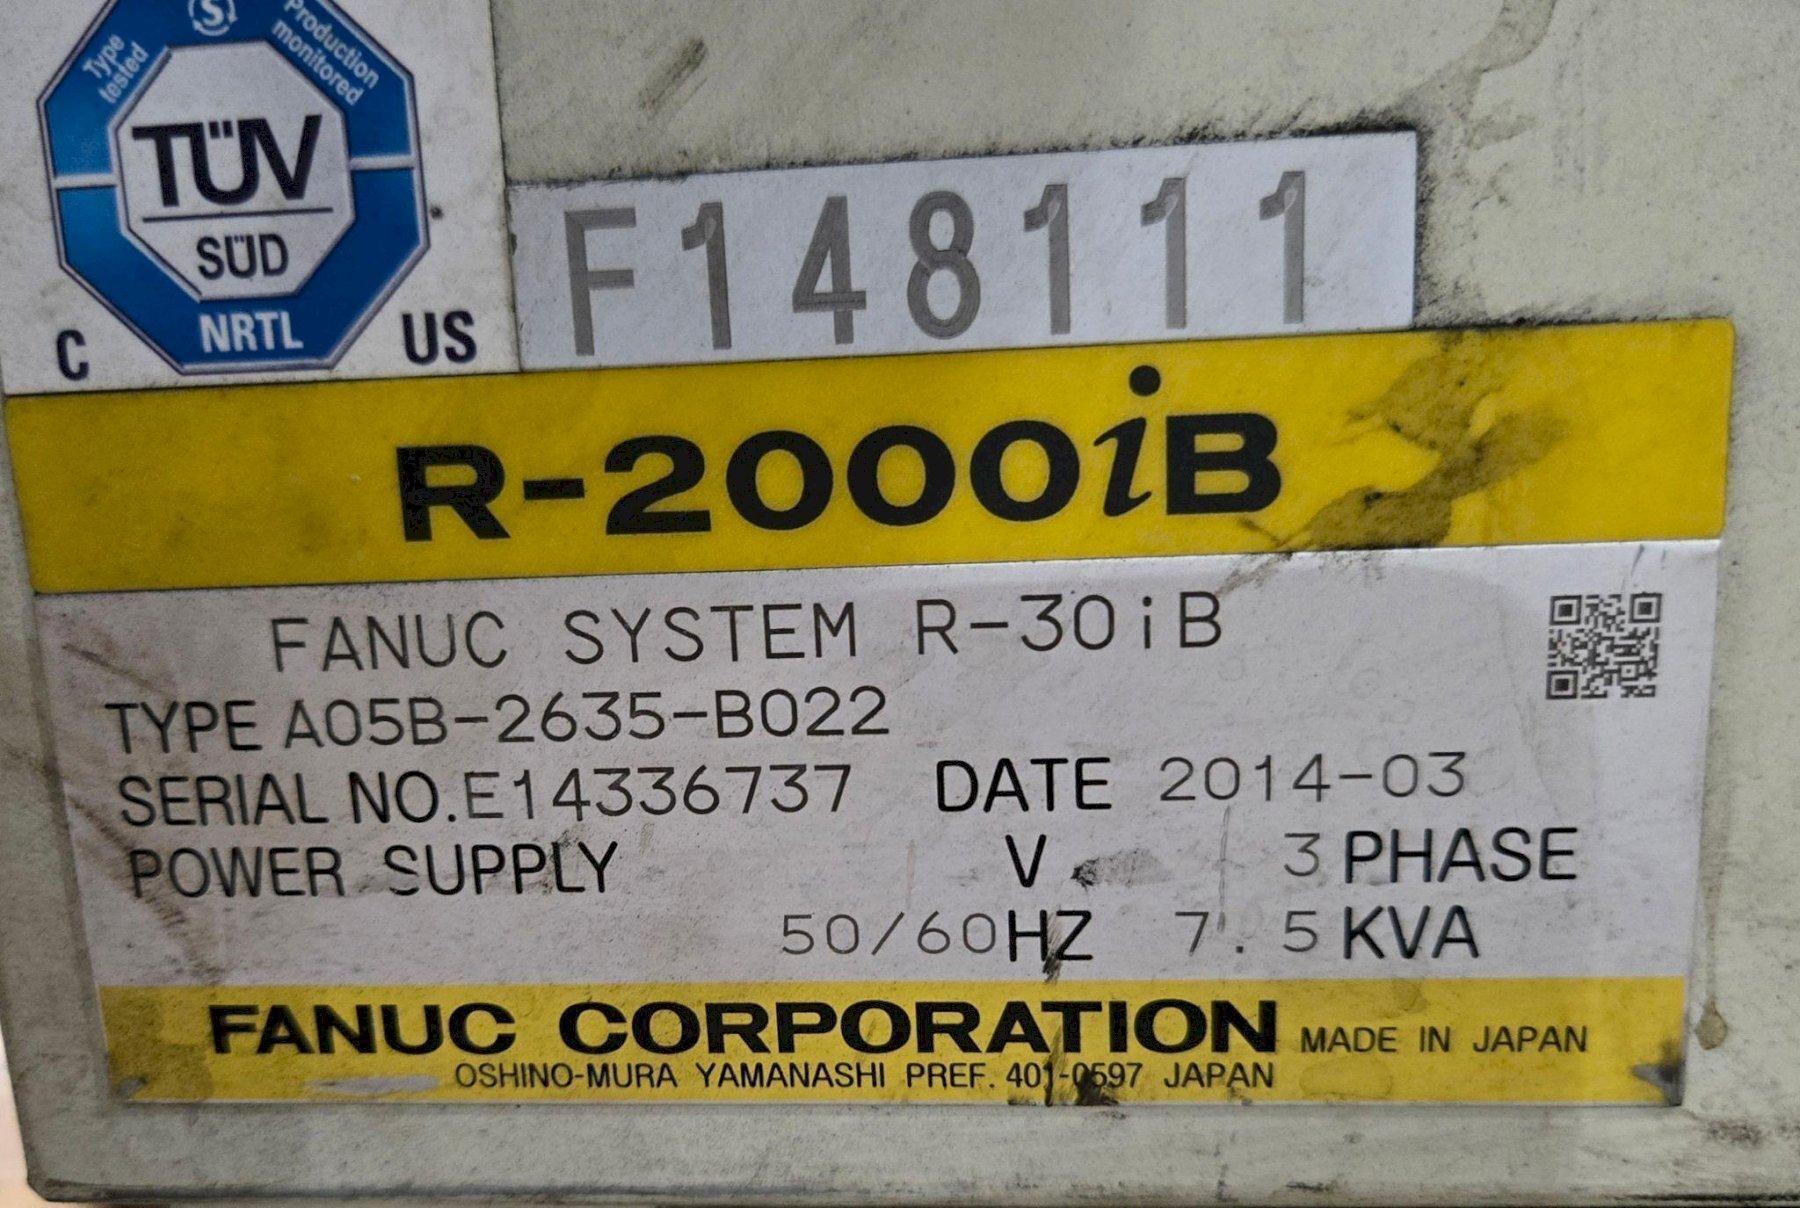 Type tested
S
Production monitored
TÜV
SÜD
NRTL
C US
F148111
R-2000iB
FANUC SYSTEM R-30iB
TYPE A05B-2635-B022
SERIAL NO.E14336737 DATE 2014-03
POWER SUPPLY V 3 PHASE
50/60HZ 7.5KVA
FANUC CORPORATION MADE IN JAPAN
OSHINO-MURA YAMANASHI PREF. 401-0597 JAPAN